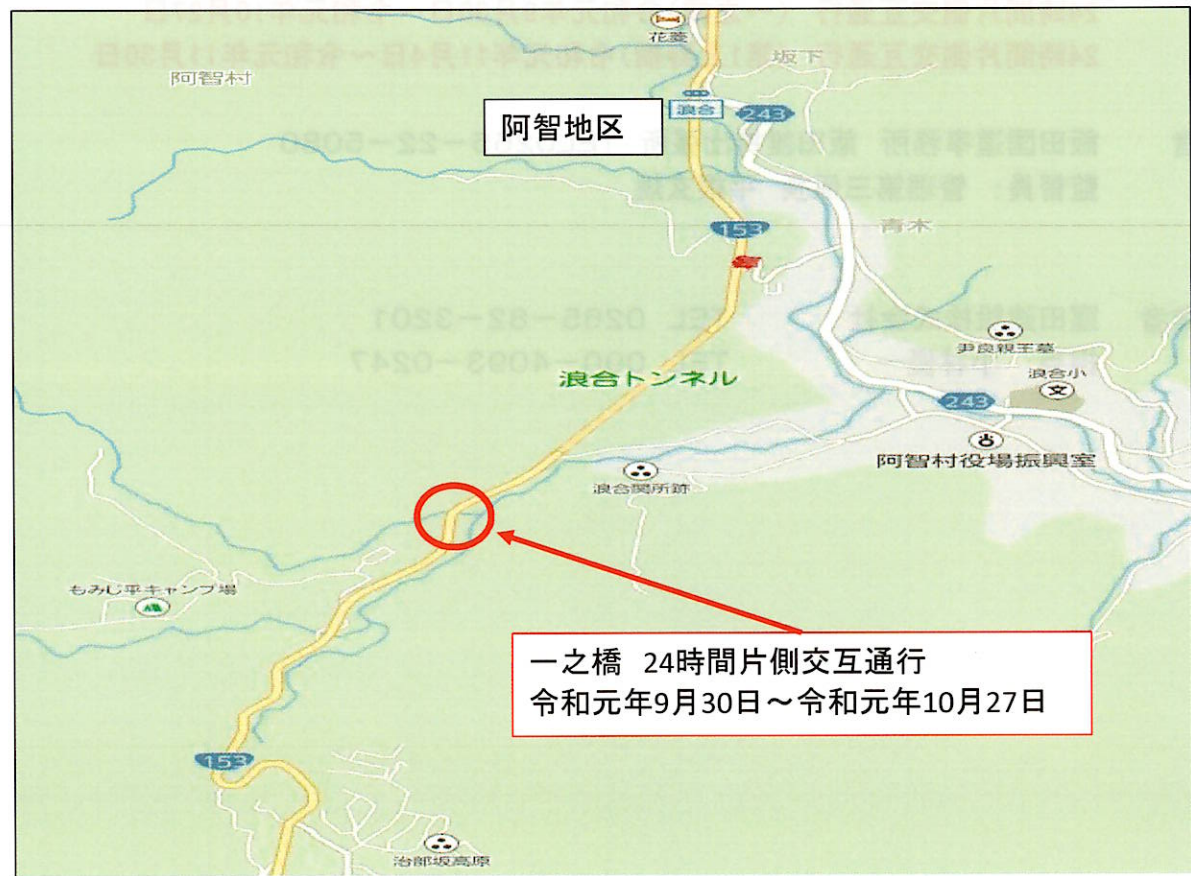 花菱
坂下
阿智村
浪合
243
阿智地区
153
青木
尹良親王墓
浪合トンネル
浪合小
243
阿智村役場振興室
浪合関所跡
もみじ平キャンプ場
一之橋 24時間片側交互通行
令和元年9月30日～令和元年10月27日
153
治部坂高原